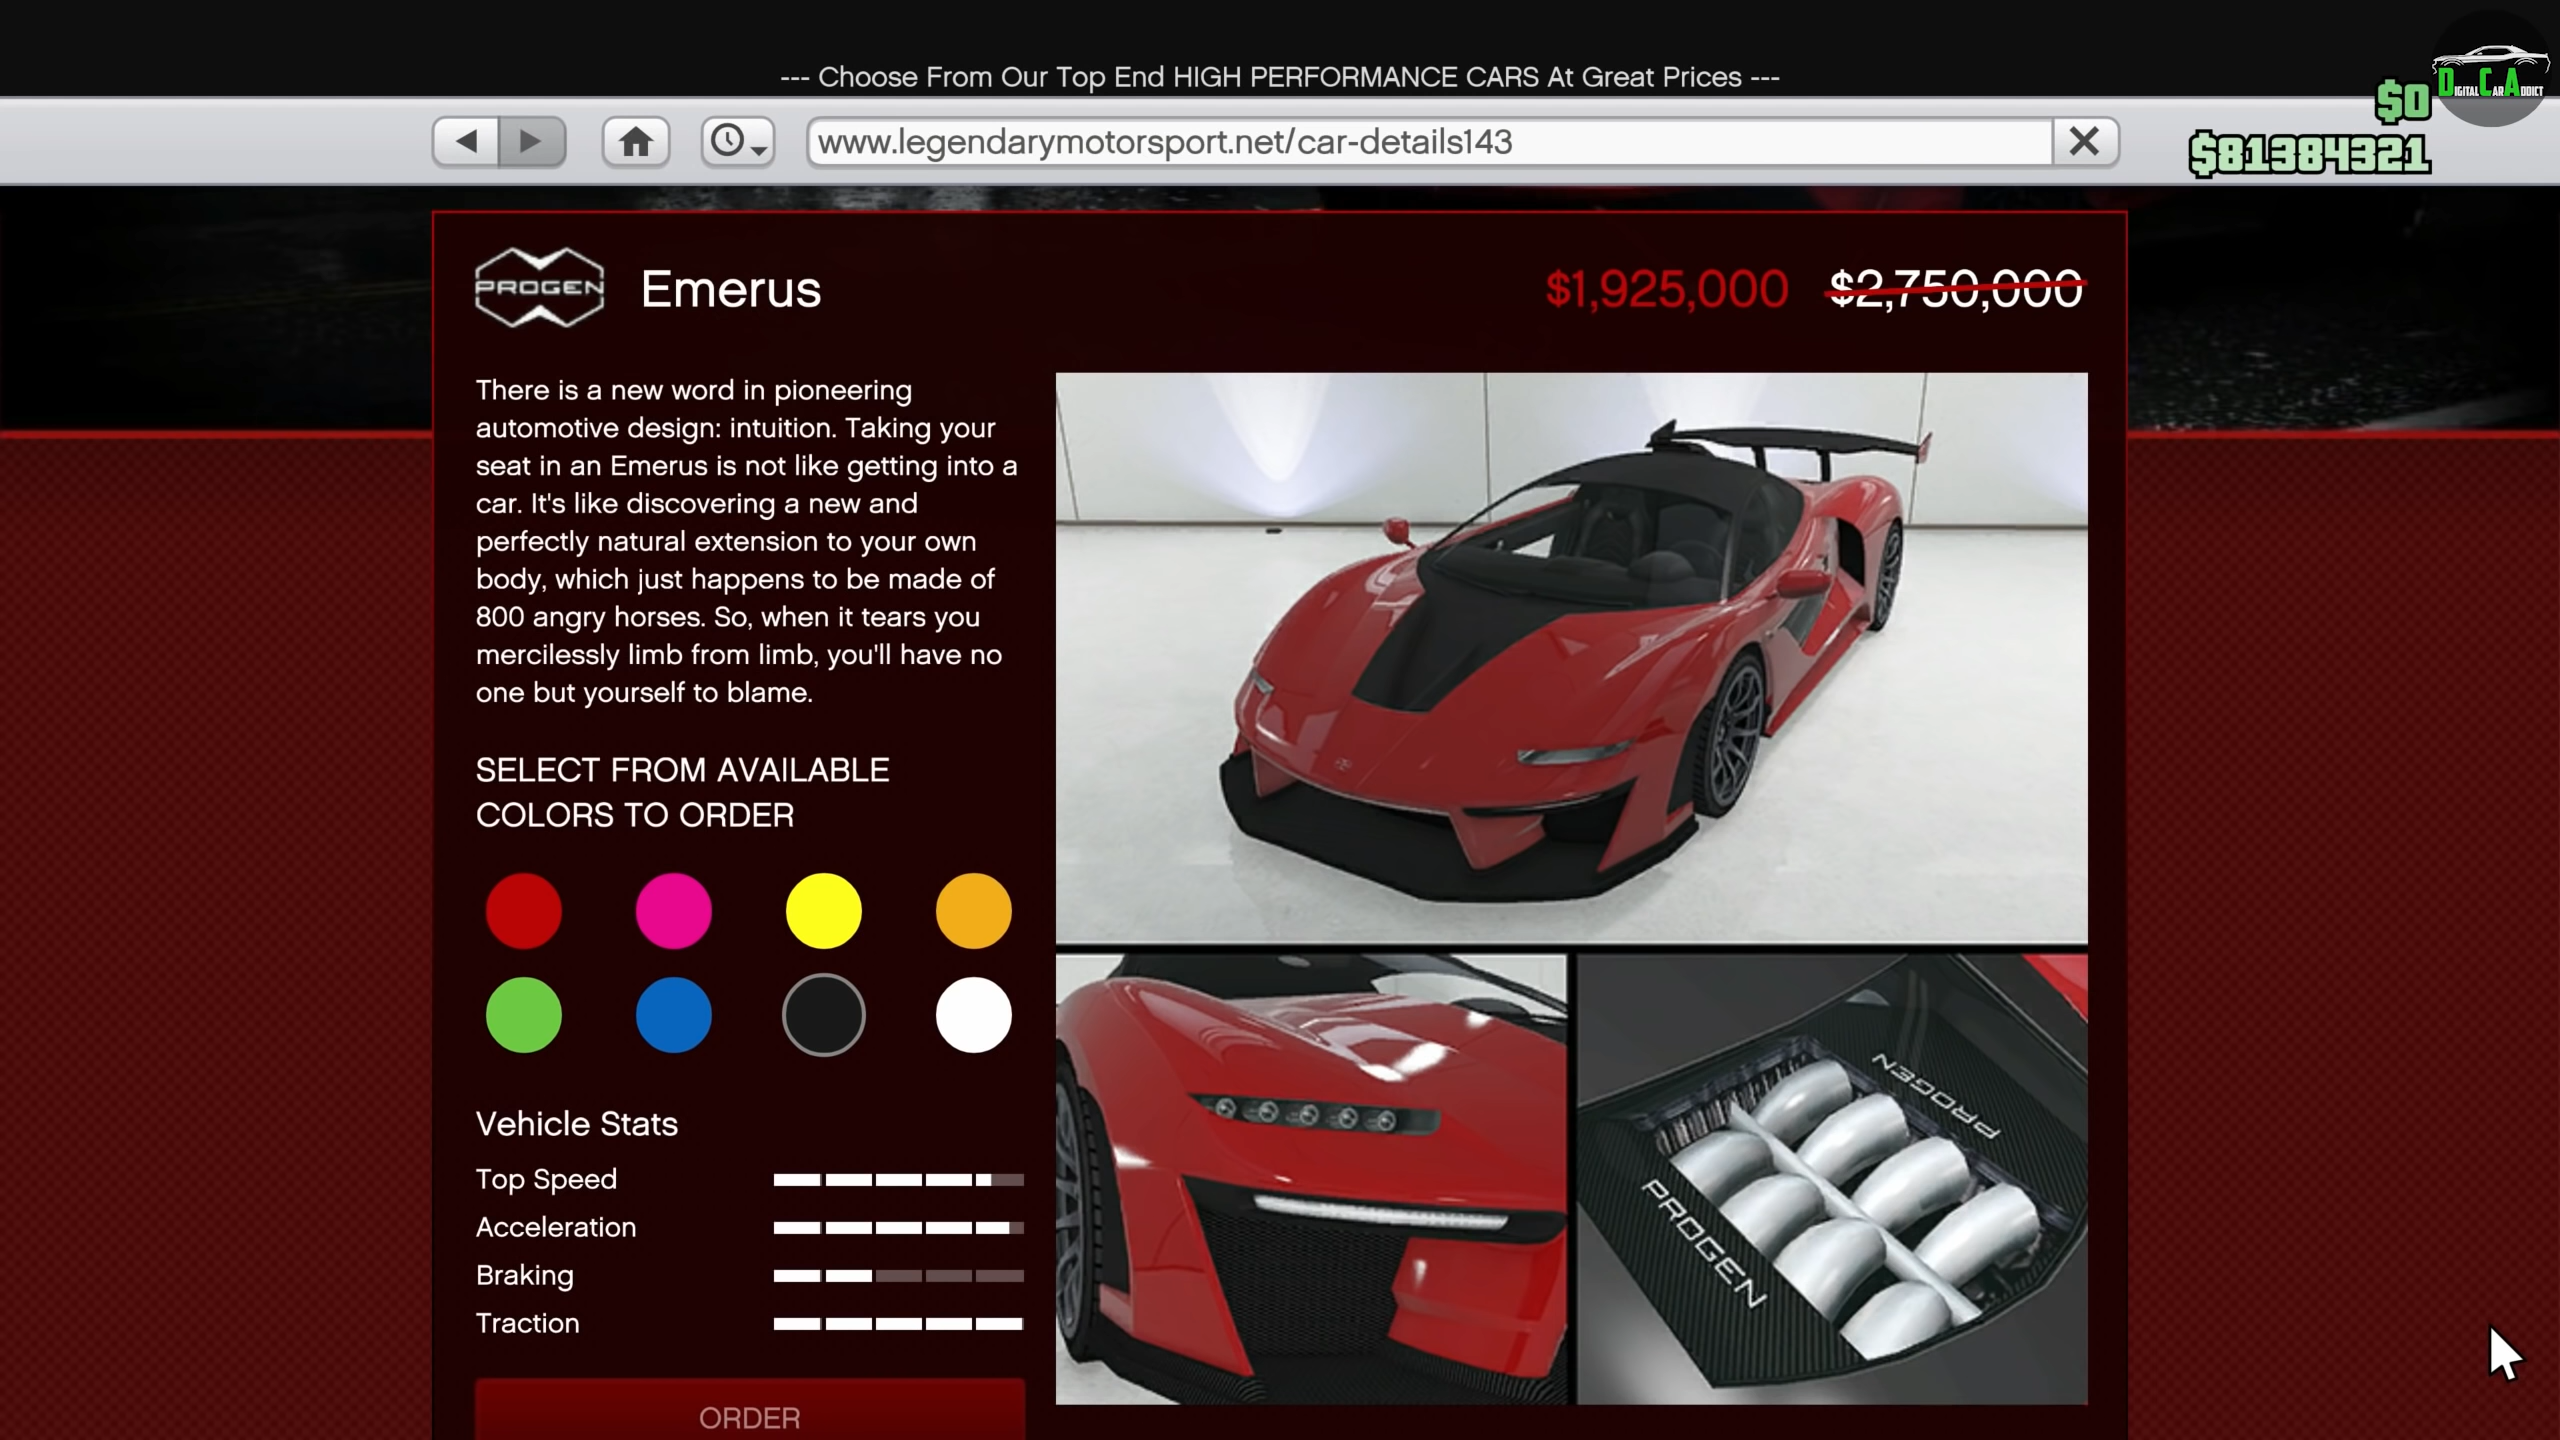 --- Choose From Our Top End HIGH PERFORMANCE CARS At Great Prices ---
DIGITALCARADDICT
$0
www.legendarymotorsport.net/car-details143
$81384321
PROGEN
Emerus
$1,925,000
$2,750,000
There is a new word in pioneering
automotive design: intuition. Taking your
seat in an Emerus is not like getting into a
car. It's like discovering a new and
perfectly natural extension to your own
body, which just happens to be made of
800 angry horses. So, when it tears you
mercilessly limb from limb, you'll have no
one but yourself to blame.
SELECT FROM AVAILABLE
COLORS TO ORDER
Vehicle Stats
Top Speed
Acceleration
Braking
Traction
ORDER
PROGEN
PROGEN